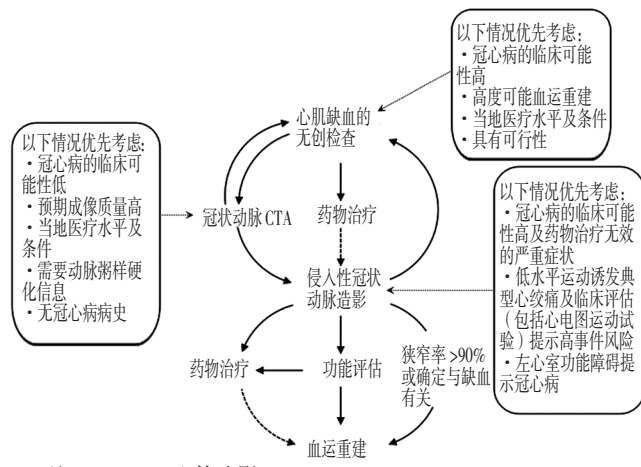 以下情况优先考虑：
·冠心病的临床可能
性高
·高度可能血运重建
·当地医疗水平及条件
·具有可行性
心肌缺血的
无创检查
以下情况优先考虑：
·冠心病的临床可
能性低
·预期成像质量高
·当地医疗水平及
条件
·需要动脉粥样硬
化信息
·无冠心病病史
冠状动脉 CTA
药物治疗
以下情况优先考虑：
·冠心病的临床可能
性高及药物治疗无效
的严重症状
·低水平运动诱发典
型心绞痛及临床评估
（包括心电图运动试
验）提示高事件风险
·左心室功能障碍提
示冠心病
侵入性冠状
动脉造影
药物治疗
功能评估
狭窄率 >90%
或确定与缺血
有关
血运重建